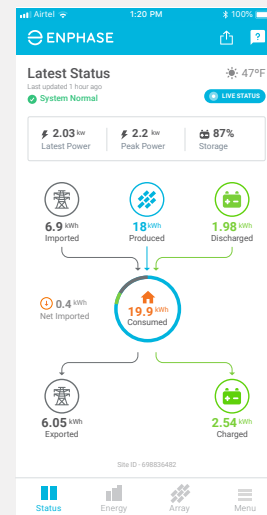 Airtel 1:20 PM 100%
ENPHASE
Latest Status
47°F
Last updated 1 hour ago
System Normal
LIVE STATUS
2.03 kw
Latest Power
2.2 kw
Peak Power
87%
Storage
6.9 kWh
Imported
18 kWh
Produced
1.98 kWh
Discharged
0.4 kWh
Net Imported
19.9 kWh
Consumed
6.05 kWh
Exported
2.54 kWh
Charged
Site ID - 698836482
Status Energy Array Menu